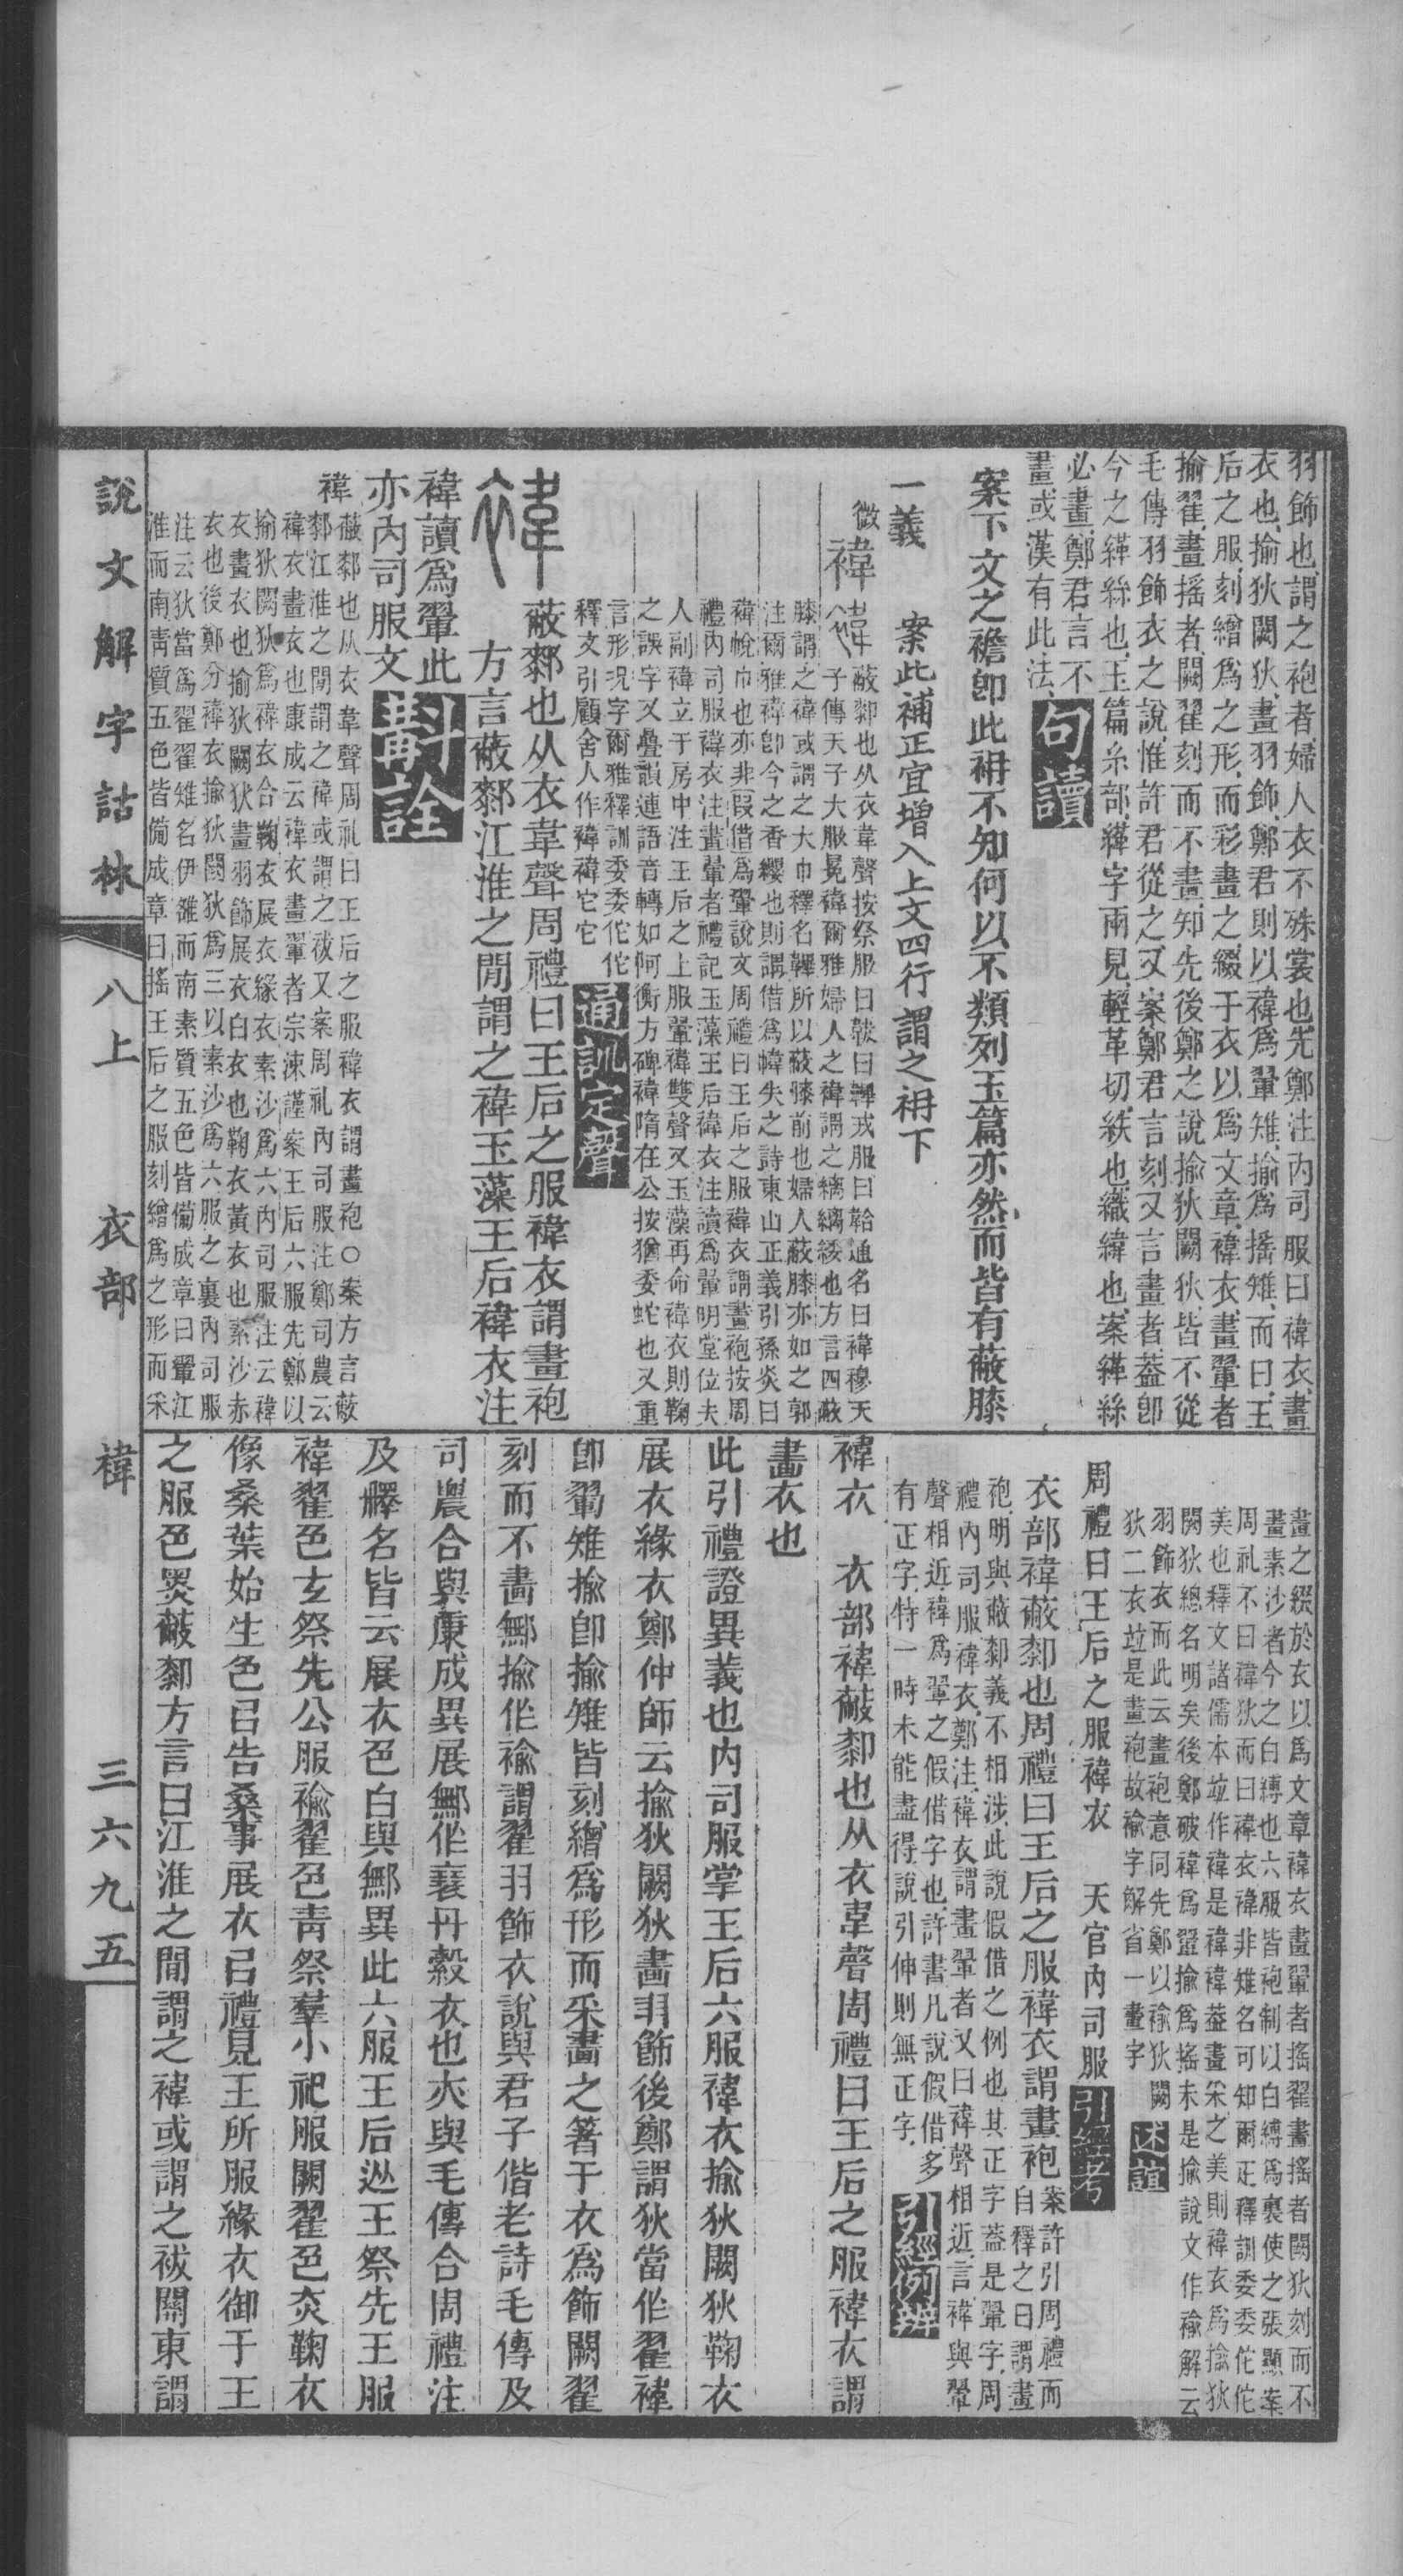 羽飾也謂之袍者婦人衣不殊裳也先鄭注內司服曰褘衣畫
衣也揄狄闕狄畫羽飾鄭君則以褘爲翬雉揄爲搖雉而曰王
后之服刻繒爲之形而彩畫之綴于衣以爲文章褘衣畫翬者
揄翟畫搖者闕翟刻而不畫知先後鄭之說揄狄闕狄皆不從
毛傳羽飾衣之說惟許君從之又案鄭君言刻又言畫者葢卽
今之緙絲也玉篇糸部緙字兩見輕革切紩也織緯也案緙絲
必畫鄭君言不
畫或漢有此法句讀
案下文之襜卽此袡不知何以不類列玉篇亦然而皆有蔽膝
一義 案此補正宜增入上文四行謂之袡下
微褘
蔽厀也从衣韋聲按祭服曰韍曰韠戎服曰韐通名曰褘穆天
子傳天子大服冕褘爾雅婦人之褘謂之縭縭緌也方言四蔽
膝謂之褘或謂之大巾釋名韠所以蔽膝前也婦人蔽膝亦如之郭
注爾雅褘卽今之香纓也則謂借爲幃失之詩東山正義引孫炎曰
褘帨巾也亦非叚借爲翬說文周禮曰王后之服褘衣謂畫袍按周
禮內司服褘衣注畫翬者禮記玉藻王后褘衣注讀爲翬明堂位夫
人副褘立于房中注王后之上服翬褘雙聲又玉藻再命褘衣則鞠
之誤字又疊韻連語音轉如阿衡方碑褘隋在公按猶委蛇也又重
言形況字爾雅釋訓委委佗佗
釋文引顧舍人作褘褘它它通訓定聲
蔽厀也从衣韋聲周禮曰王后之服褘衣謂畫袍
方言蔽厀江淮之閒謂之褘玉藻王后褘衣注
褘讀爲翬此
亦內司服文斠詮
褘
蔽厀也从衣韋聲周礼曰王后之服褘衣謂畫袍○案方言蔽
厀江淮之閒謂之褘或謂之祓又案周礼內司服注鄭司農云
褘衣畫衣也康成云褘衣畫翬者宗涑謹案王后六服先鄭以
揄狄闕狄爲褘衣合鞠衣展衣緣衣素沙爲六內司服注云褘
衣畫衣也揄狄闕狄畫羽飾展衣白衣也鞠衣黃衣也素沙赤
衣也後鄭分褘衣揄狄闕狄爲三以素沙爲六服之裏內司服
注云狄當爲翟翟雉名伊雒而南素質五色皆備成章曰翬江
淮而南靑質五色皆備成章曰搖王后之服刻繒爲之形而采
畫之綴於衣以爲文章褘衣畫翬者搖翟畫搖者闕狄刻而不
畫素沙者今之白縳也六服皆袍制以白縳爲裏使之張顯案
周礼不曰褘狄而曰褘衣褘非雉名可知爾疋釋訓委委佗佗
美也釋文諸儒本竝作褘是褘褘葢畫采之美則褘衣爲揄狄
闕狄總名明矣後鄭破褘爲翬揄爲搖未是揄說文作褕解云
羽飾衣而此云畫袍意同先鄭以褕狄闕
狄二衣竝是畫袍故褕字解省一畫字述誼
周禮曰王后之服褘衣 天官內司服引經考
衣部褘蔽厀也周禮曰王后之服褘衣謂畫袍案許引周禮而
自釋之曰謂畫
袍明與蔽厀義不相涉此說假借之例也其正字葢是翬字周
禮內司服褘衣鄭注褘衣謂畫翬者又曰褘聲相近言褘與翬
聲相近褘爲翬之假借字也許書凡說假借多
有正字特一時未能盡得說引伸則無正字引經例辨
褘衣 衣部褘蔽厀也从衣韋聲周禮曰王后之服褘衣謂
畫衣也
此引禮證異義也內司服掌王后六服褘衣揄狄闕狄鞠衣
展衣緣衣鄭仲師云揄狄闕狄畫羽飾後鄭謂狄當作翟褘
卽翬雉揄卽揄雉皆刻繒爲形而采畫之箸于衣爲飾闕翟
刻而不畫鄦揄作褕謂翟羽飾衣說與君子偕老詩毛傳及
司農合與康成異展鄦作襄丹縠衣也亦與毛傳合周禮注
及釋名皆云展衣色白與鄦異此六服王后从王祭先王服
褘翟色玄祭先公服褕翟色靑祭羣小祀服闕翟色赤鞠衣
像桑葉始生色㠯告桑事展衣㠯禮見王所服緣衣御于王
之服色黑蔽厀方言曰江淮之閒謂之褘或謂之祓關東謂
說文解字詁林 八上 衣部 褘 三六九五